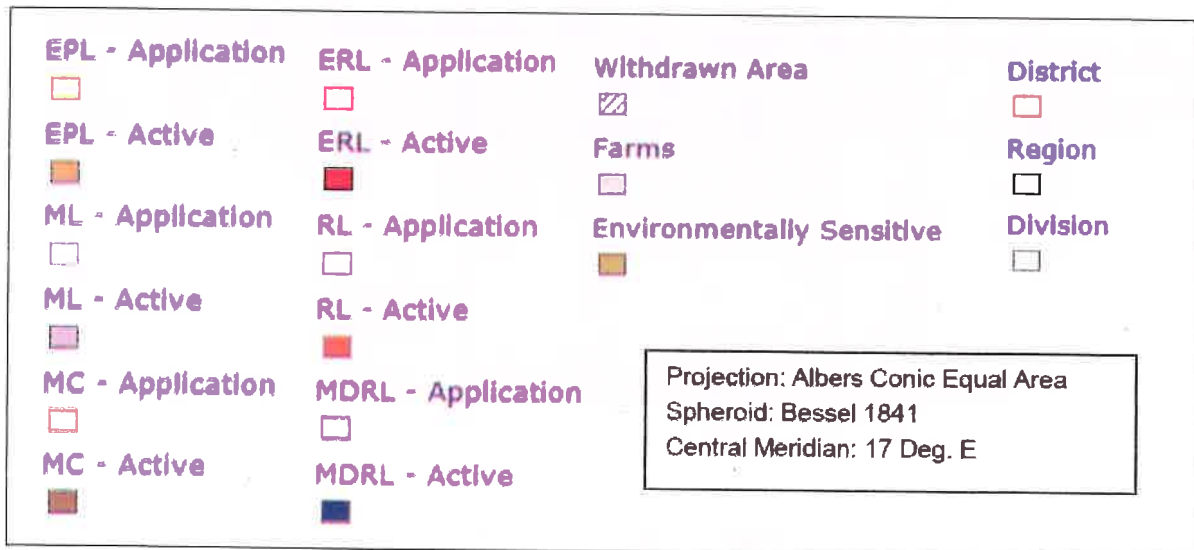 EPL - Application
EPL - Active
ML - Application
ML - Active
MC - Application
MC - Active
ERL - Application
ERL - Active
RL - Application
RL - Active
MDRL - Application
MDRL - Active
Withdrawn Area
Farms
Environmentally Sensitive
District
Region
Division
Projection: Albers Conic Equal Area
Spheroid: Bessel 1841
Central Meridian: 17 Deg. E